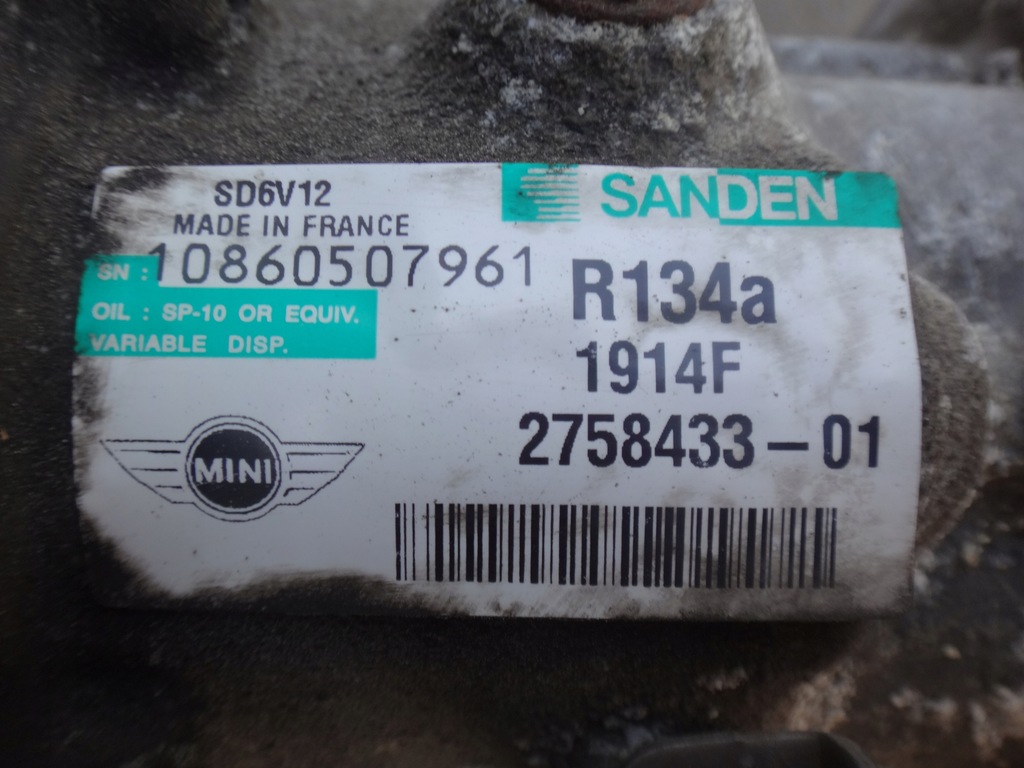 SD6V12
MADE IN FRANCE
SANDEN
SN : 10860507961
OIL : SP-10 OR EQUIV.
VARIABLE DISP.
R134a
1914F
2758433-01
MINI